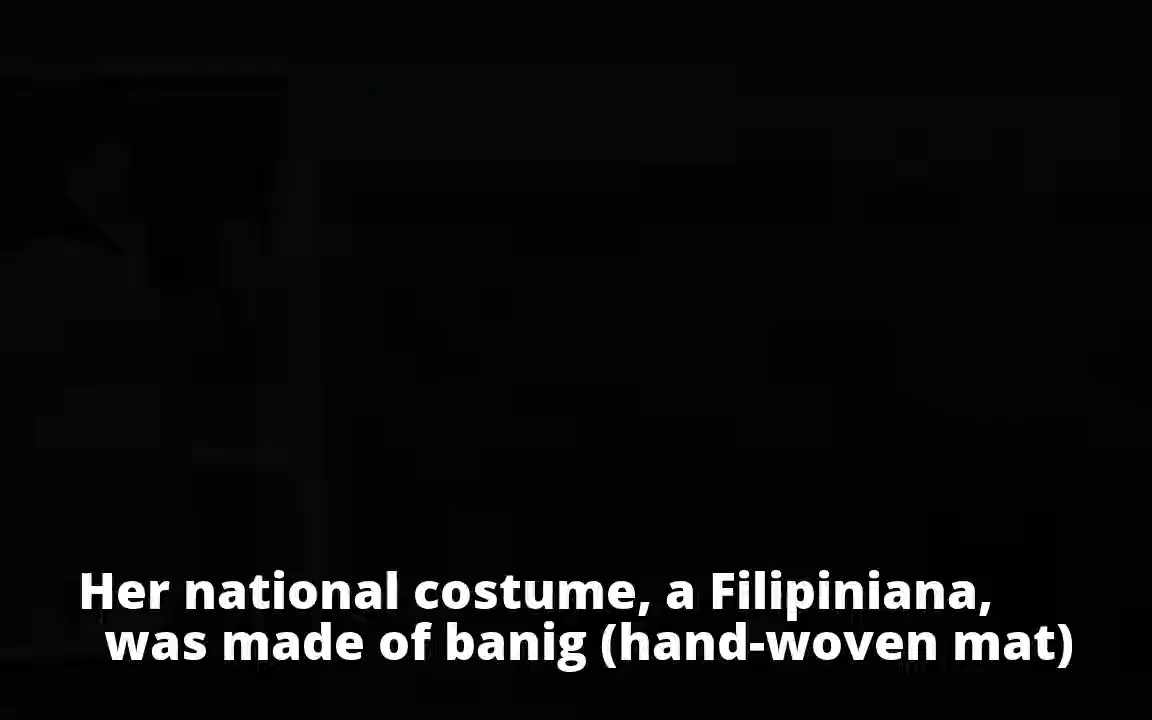 Her national costume, a Filipiniana,
was made of banig (hand-woven mat)